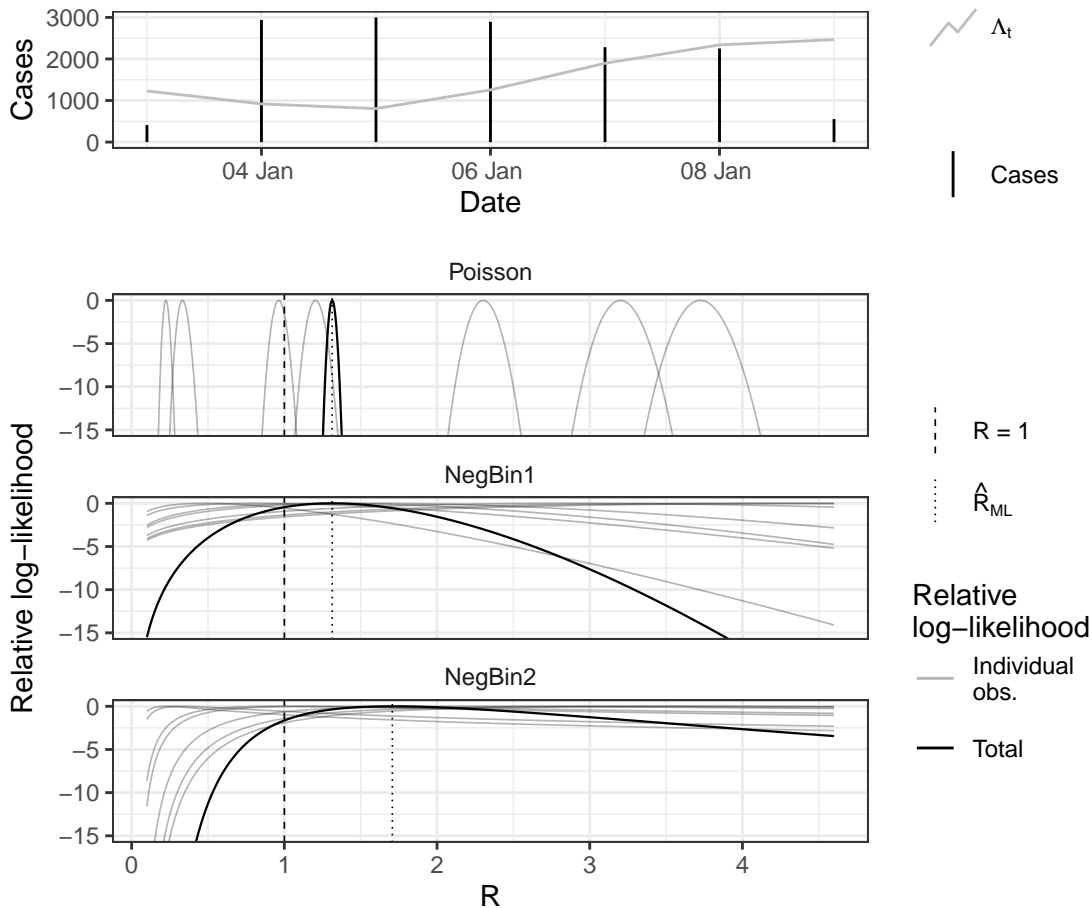 Cases
3000
2000
1000
0
04 Jan
06 Jan
08 Jan
Date
Λt
Cases
Relative log−likelihood
Poisson
0
−5
−10
−15
NegBin1
0
−5
−10
−15
NegBin2
0
−5
−10
−15
0
1
2
3
4
R
R = 1
R̂ML
Relative
log−likelihood
Individual
obs.
Total